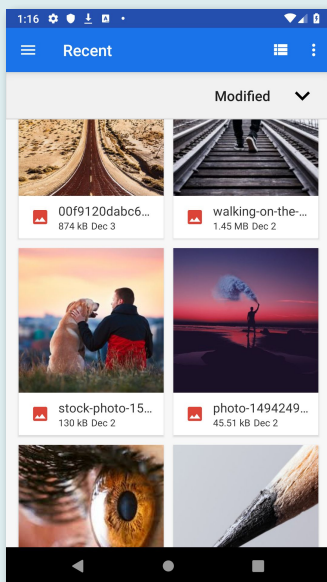 1:16
Recent
Modified
00f9120dabc6...
874 kB Dec 3
walking-on-the-...
1.45 MB Dec 2
stock-photo-15...
130 kB Dec 2
photo-1494249...
45.51 kB Dec 2